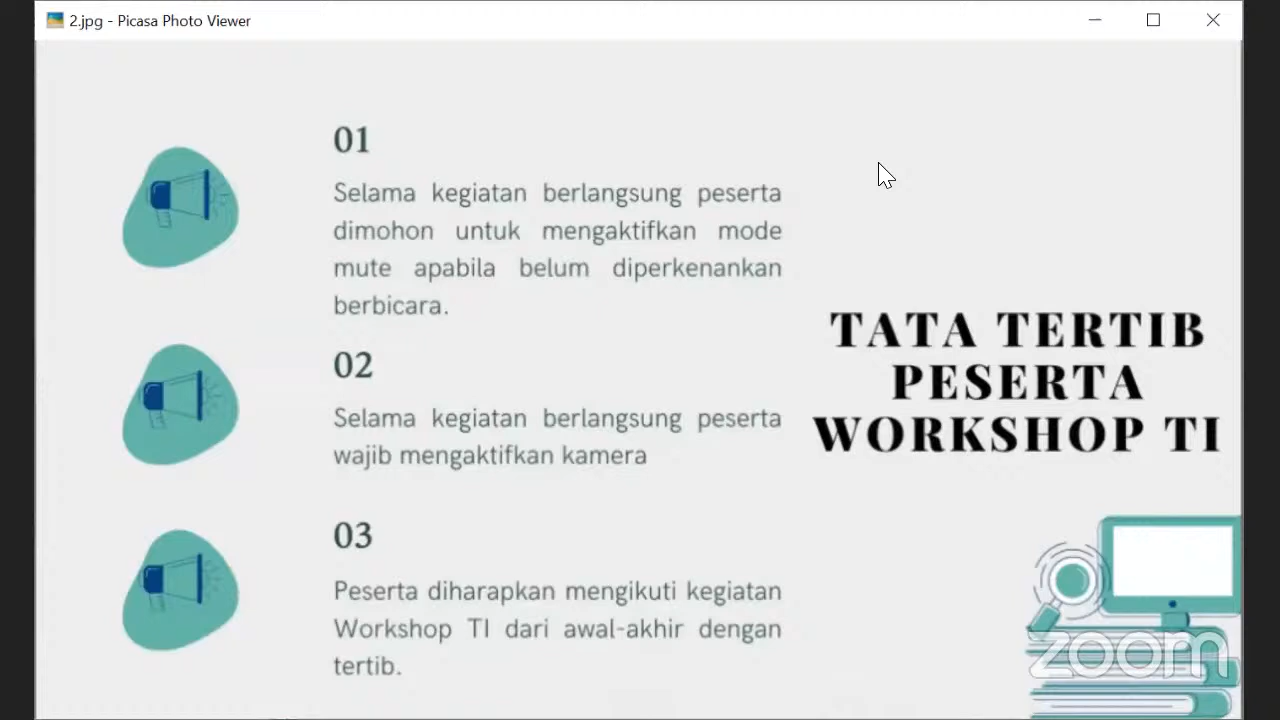 2.jpg - Picasa Photo Viewer
01
Selama kegiatan berlangsung peserta
dimohon untuk mengaktifkan mode
mute apabila belum diperkenankan
berbicara.
02
Selama kegiatan berlangsung peserta
wajib mengaktifkan kamera
03
Peserta diharapkan mengikuti kegiatan
Workshop TI dari awal-akhir dengan
tertib.
TATA TERTIB
PESERTA
WORKSHOP TI
zoom